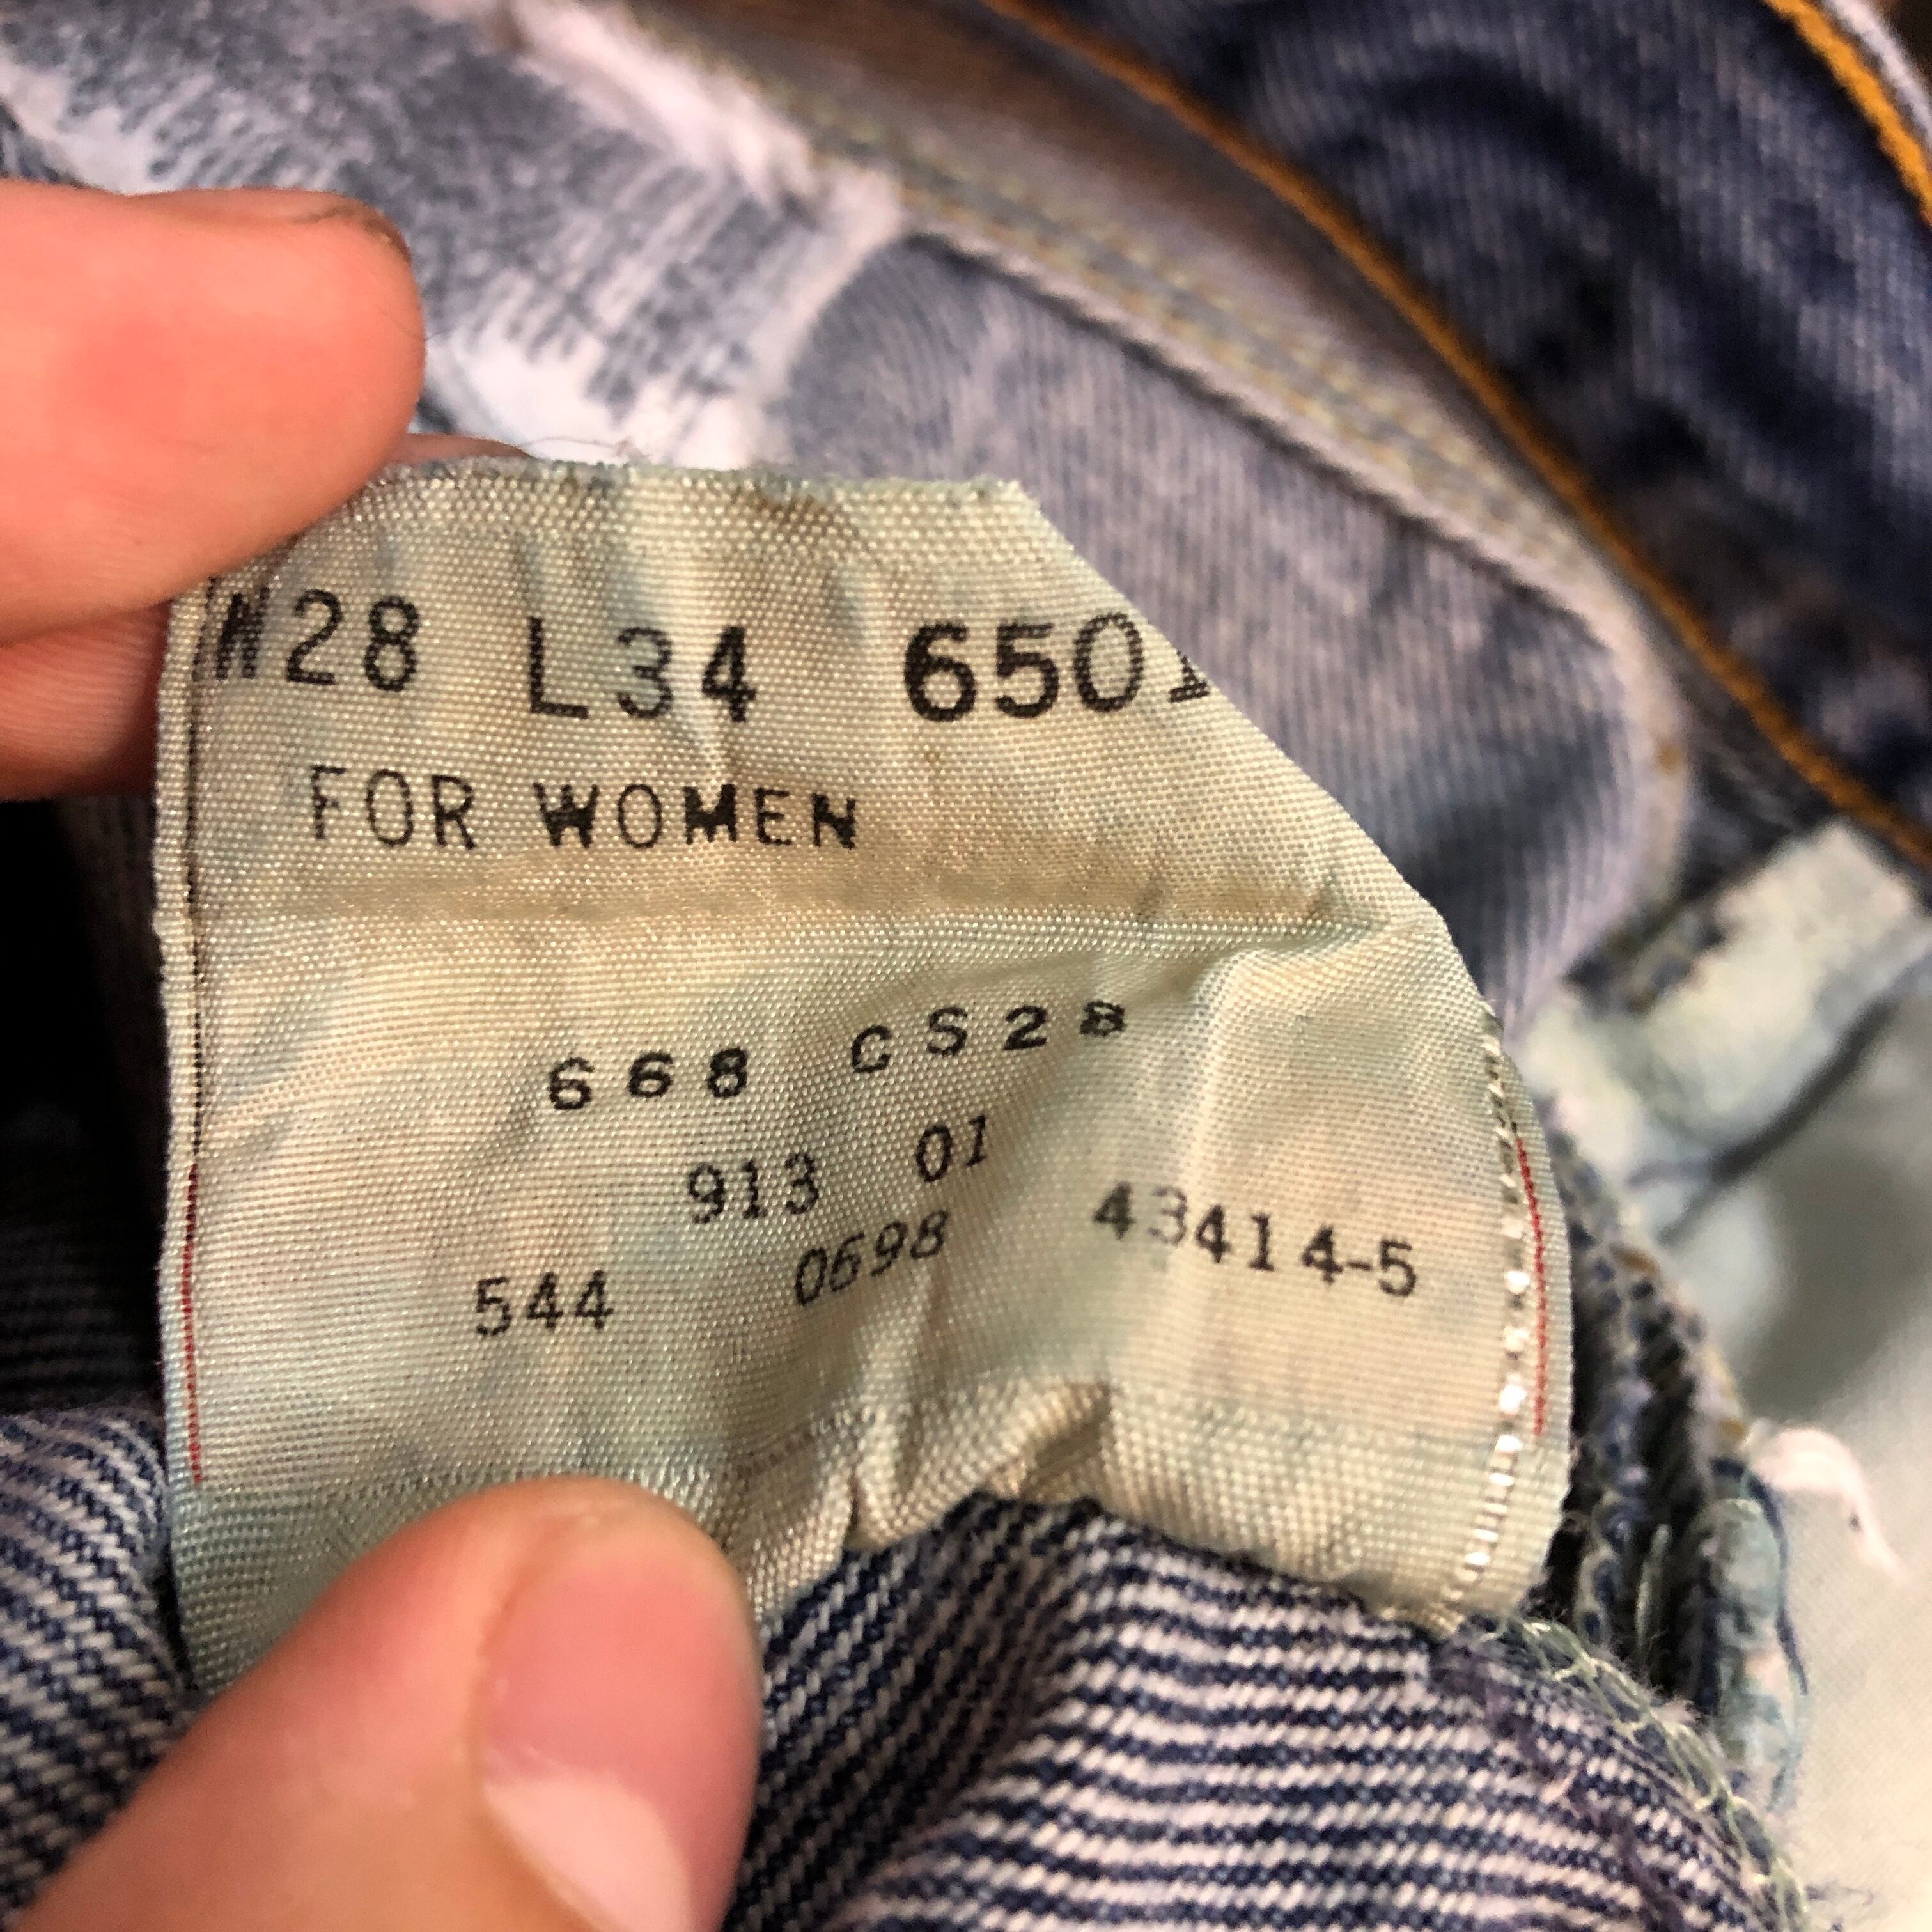 W28 L34 6501
FOR WOMEN
668 CS28
913 01
544 0698 43414-5